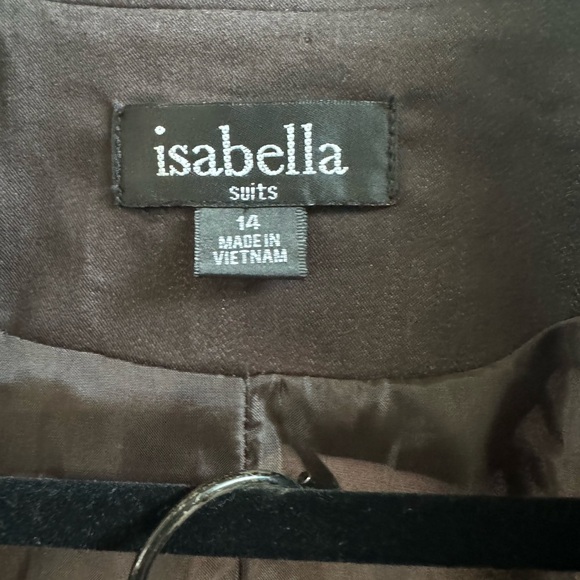 isabella
suits
14
MADE IN
VIETNAM